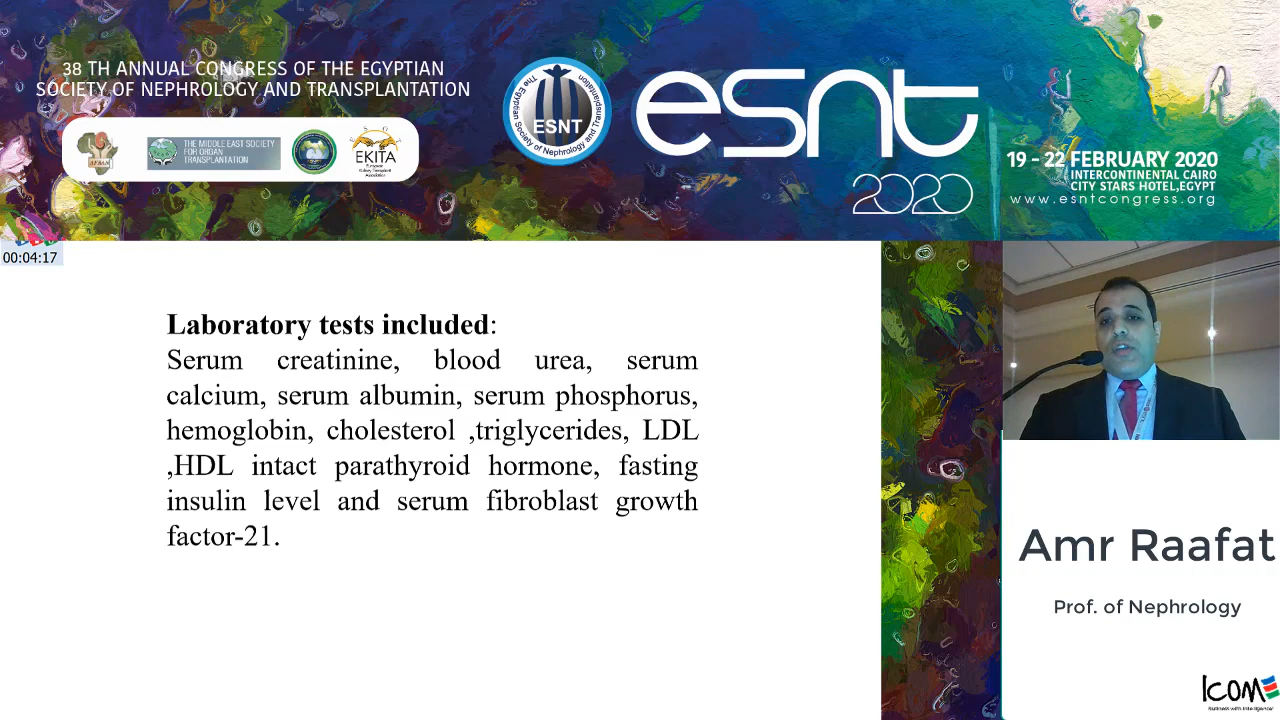 38 TH ANNUAL CONGRESS OF THE EGYPTIAN
SOCIETY OF NEPHROLOGY AND TRANSPLANTATION
AFRAN
THE MIDDLE EAST SOCIETY
FOR ORGAN
TRANSPLANTATION
EKITA
The Egyptian Society of Nephrology and Transplantation
ESNT
esnt
2020
19 - 22 FEBRUARY 2020
INTERCONTINENTAL CAIRO
CITY STARS HOTEL,EGYPT
www.esntcongress.org
00:04:17
Laboratory tests included:
Serum creatinine, blood urea, serum
calcium, serum albumin, serum phosphorus,
hemoglobin, cholesterol ,triglycerides, LDL
,HDL intact parathyroid hormone, fasting
insulin level and serum fibroblast growth
factor-21.
Amr Raafat
Prof. of Nephrology
ICOM